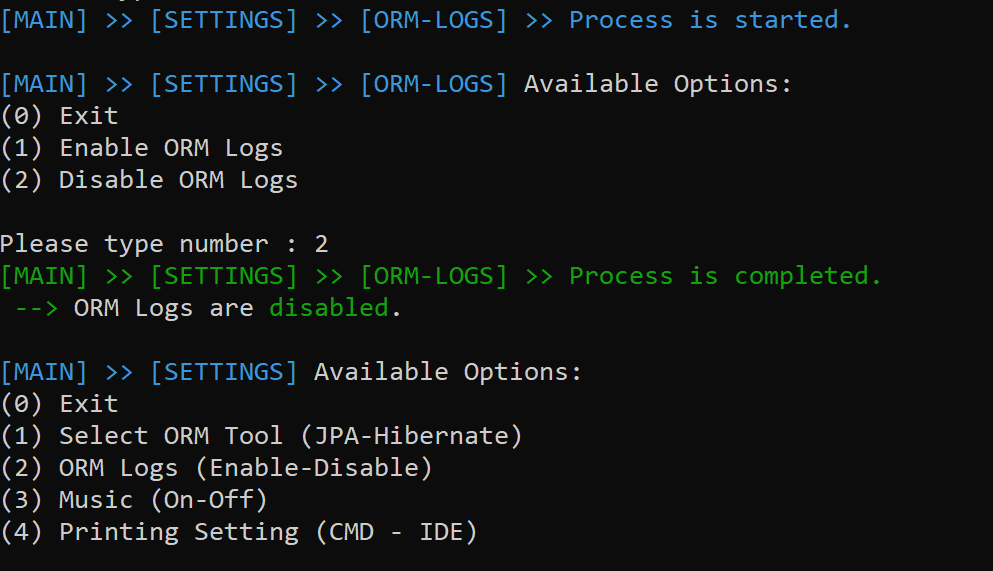 [MAIN] >> [SETTINGS] >> [ORM-LOGS] >> Process is started.
[MAIN] >> [SETTINGS] >> [ORM-LOGS] Available Options:
(0) Exit
(1) Enable ORM Logs
(2) Disable ORM Logs
Please type number : 2
[MAIN] >> [SETTINGS] >> [ORM-LOGS] >> Process is completed.
--> ORM Logs are disabled.
[MAIN] >> [SETTINGS] Available Options:
(0) Exit
(1) Select ORM Tool (JPA-Hibernate)
(2) ORM Logs (Enable-Disable)
(3) Music (On-Off)
(4) Printing Setting (CMD - IDE)